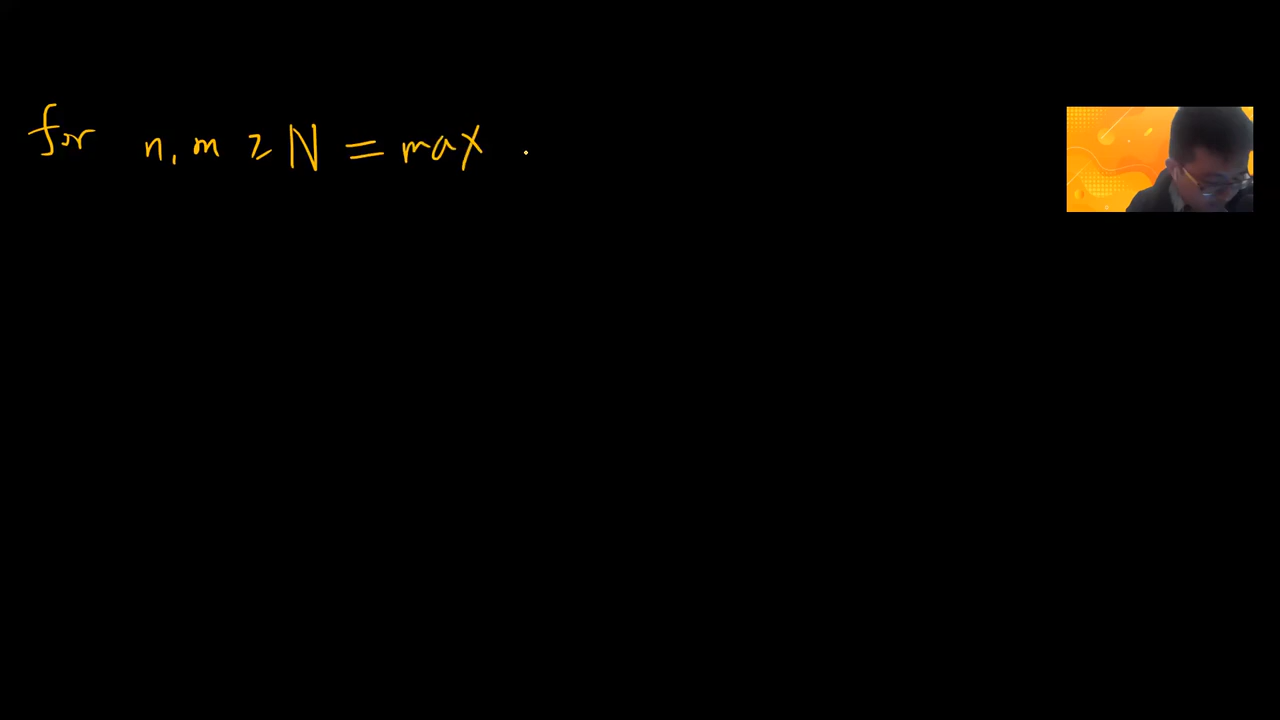 for n, m ≥ N = max